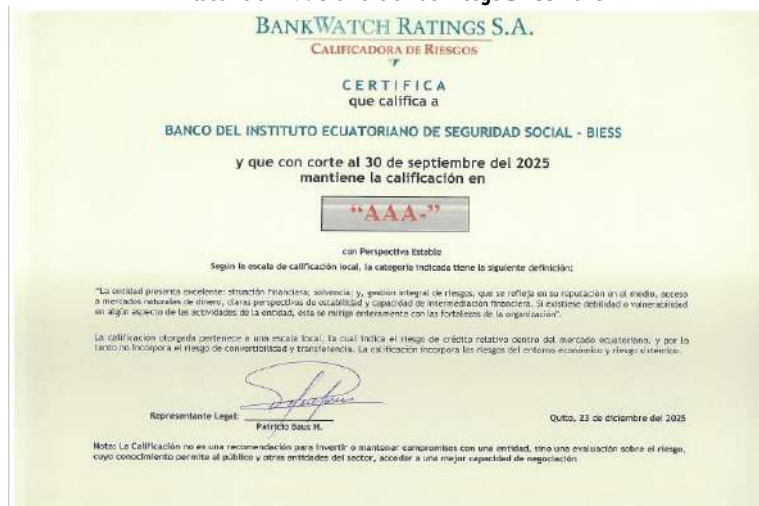 BANKWATCH RATINGS S.A.
CALIFICADORA DE RIESGOS
CERTIFICA
que califica a
BANCO DEL INSTITUTO ECUATORIANO DE SEGURIDAD SOCIAL - BIESS
y que con corte al 30 de septiembre del 2025
mantiene la calificación en
“AAA-”
con Perspectiva Estable
Según la escala de calificación local, la categoría indicada tiene la siguiente definición:
"La entidad presenta excelente: situación financiera; solvencia; y, gestión integral de riesgos, que se refleja en su reputación en el medio, acceso
a mercados naturales de dinero, claras perspectivas de estabilidad y capacidad de intermediación financiera. Si existiese debilidad o vulnerabilidad
en algún aspecto de las actividades de la entidad, ésta se mitiga enteramente con las fortalezas de la organización".
La calificación otorgada pertenece a una escala local, la cual indica el riesgo de crédito relativo dentro del mercado ecuatoriano, y por lo
tanto no incorpora el riesgo de convertibilidad y transferencia. La calificación incorpora los riesgos del entorno económico y riesgo sistémico.
Representante Legal:
Patricio Baus H.
Quito, 23 de diciembre del 2025
Nota: La Calificación no es una recomendación para invertir o mantener compromisos con una entidad, sino una evaluación sobre el riesgo,
cuyo conocimiento permite al público y otras entidades del sector, acceder a una mejor capacidad de negociación